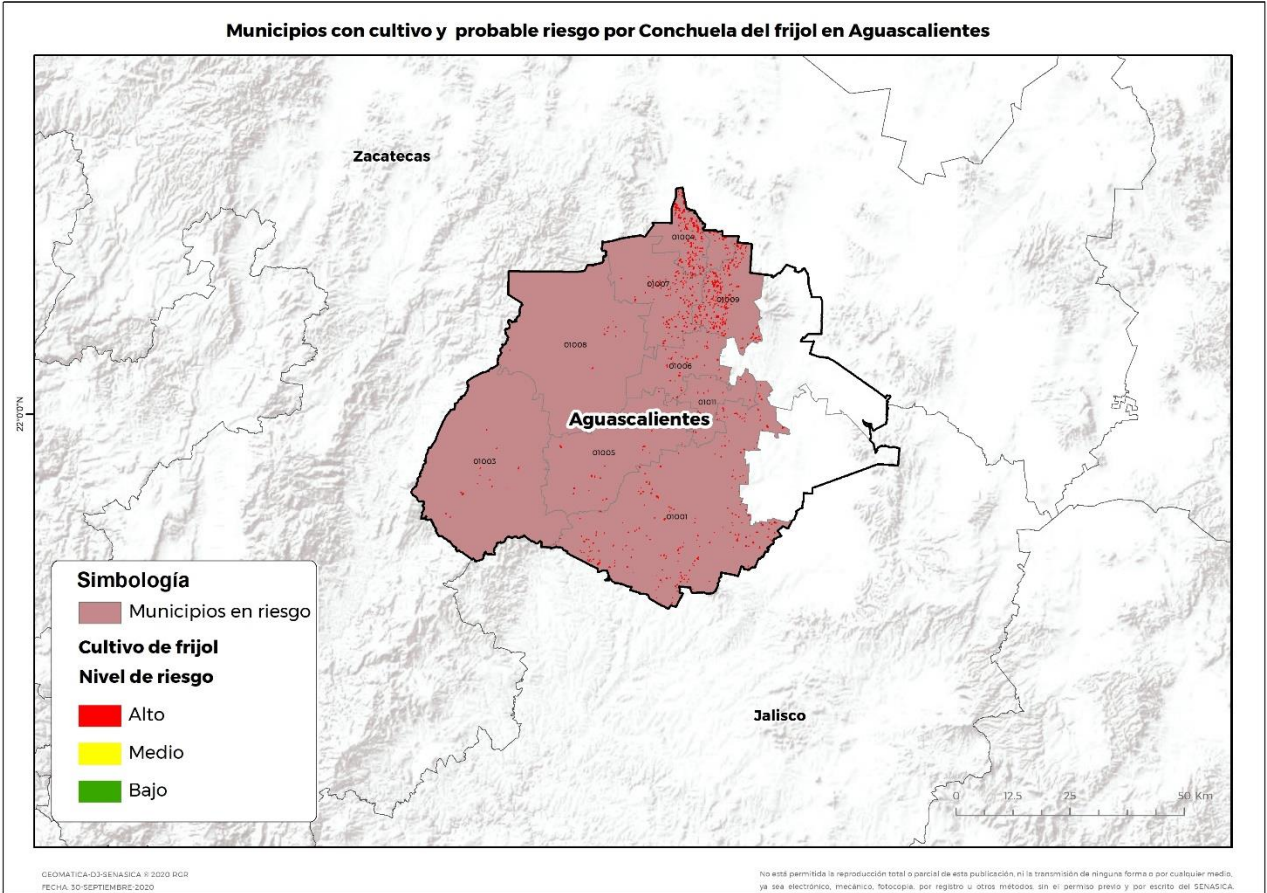 Municipios con cultivo y probable riesgo por Conchuela del frijol en Aguascalientes
Zacatecas
01004
01007
01009
01008
01006
01011
Aguascalientes
22°0'0"N
01005
01003
01001
Simbología
Municipios en riesgo
Cultivo de frijol
Nivel de riesgo
Alto
Medio
Bajo
Jalisco
0 12.5 25 50 Km
GEOMATICA-DJ-SENASICA ® 2020 RGR
FECHA: 30-SEPTIEMBRE-2020
No está permitida la reproducción total o parcial de esta publicación, ni la transmisión de ninguna forma o por cualquier medio,
ya sea electrónico, mecánico, fotocopia, por registro u otros métodos, sin el permiso previo y por escrito del SENASICA.